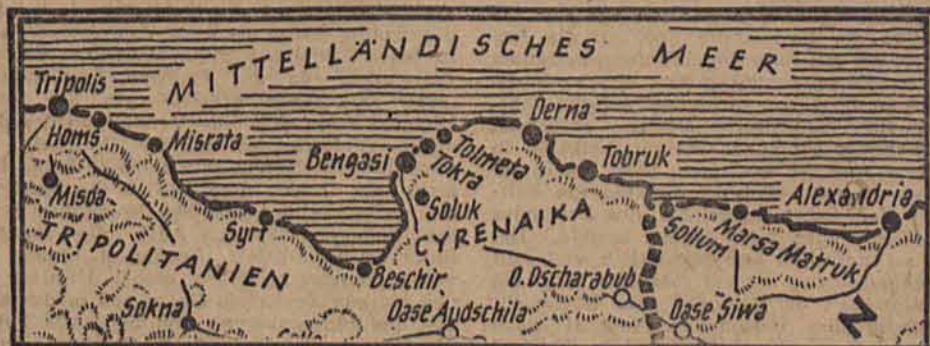 MITTELLÄNDISCHES MEER
Tripolis
Homs
Misrata
Misda
TRIPOLITANIEN
Syrt
Sokna
Bengasi
Tolmeta
Tokra
Soluk
Derna
Tobruk
CYRENAIKA
Beschir
Oase Audschila
O. Dscharabub
Sollum
Marsa Matruk
Alexandria
Oase Siwa
N